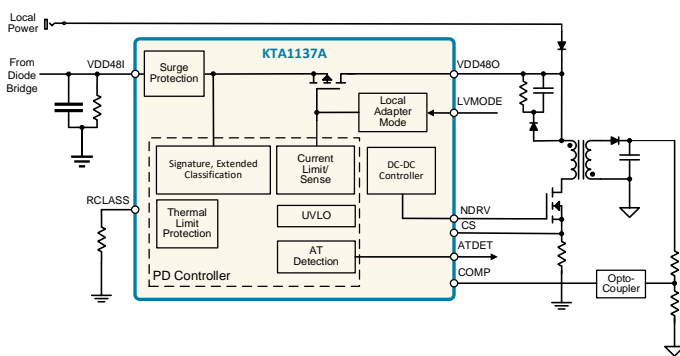 Local
Power
KTA1137A
From
Diode
Bridge
VDD48I
Surge
Protection
VDD48O
Local
Adapter
Mode
LVMODE
Signature, Extended
Classification
Current
Limit/
Sense
DC-DC
Controller
RCLASS
Thermal
Limit
Protection
UVLO
NDRV
CS
AT
Detection
ATDET
PD Controller
COMP
Opto-
Coupler